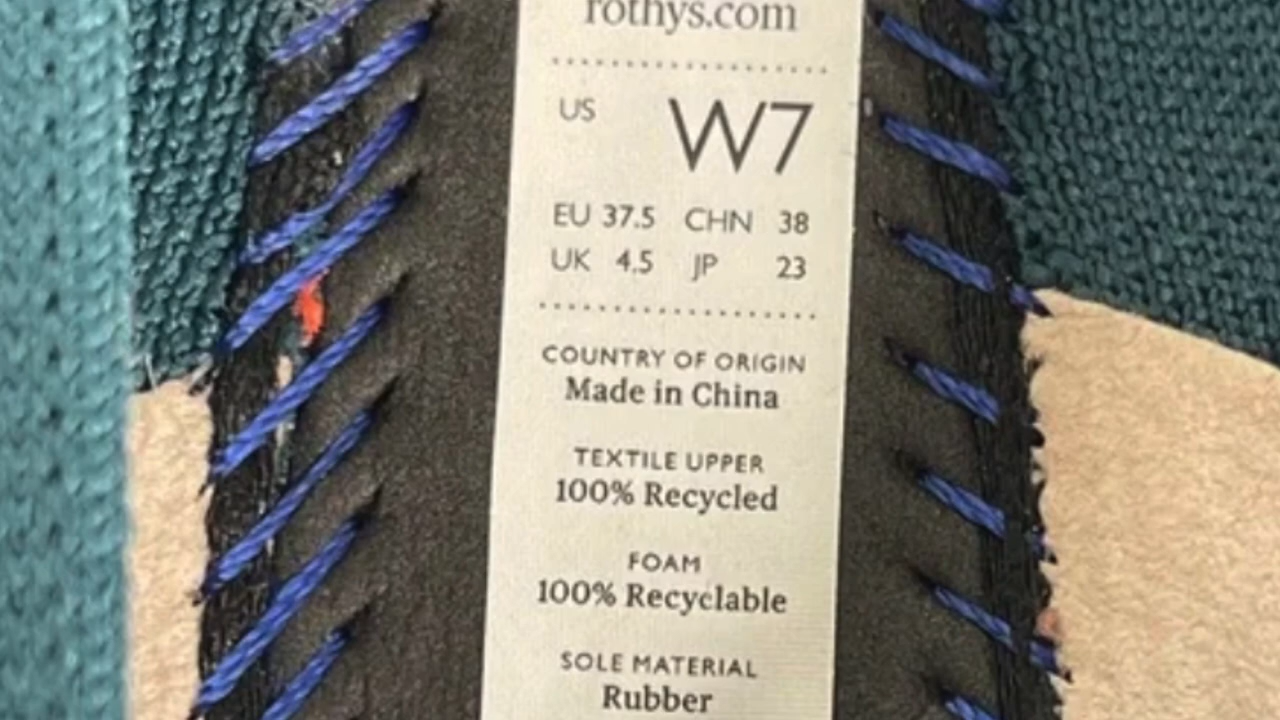 rothys.com
US W7
EU 37.5 CHN 38
UK 4.5 JP 23
COUNTRY OF ORIGIN
Made in China
TEXTILE UPPER
100% Recycled
FOAM
100% Recyclable
SOLE MATERIAL
Rubber